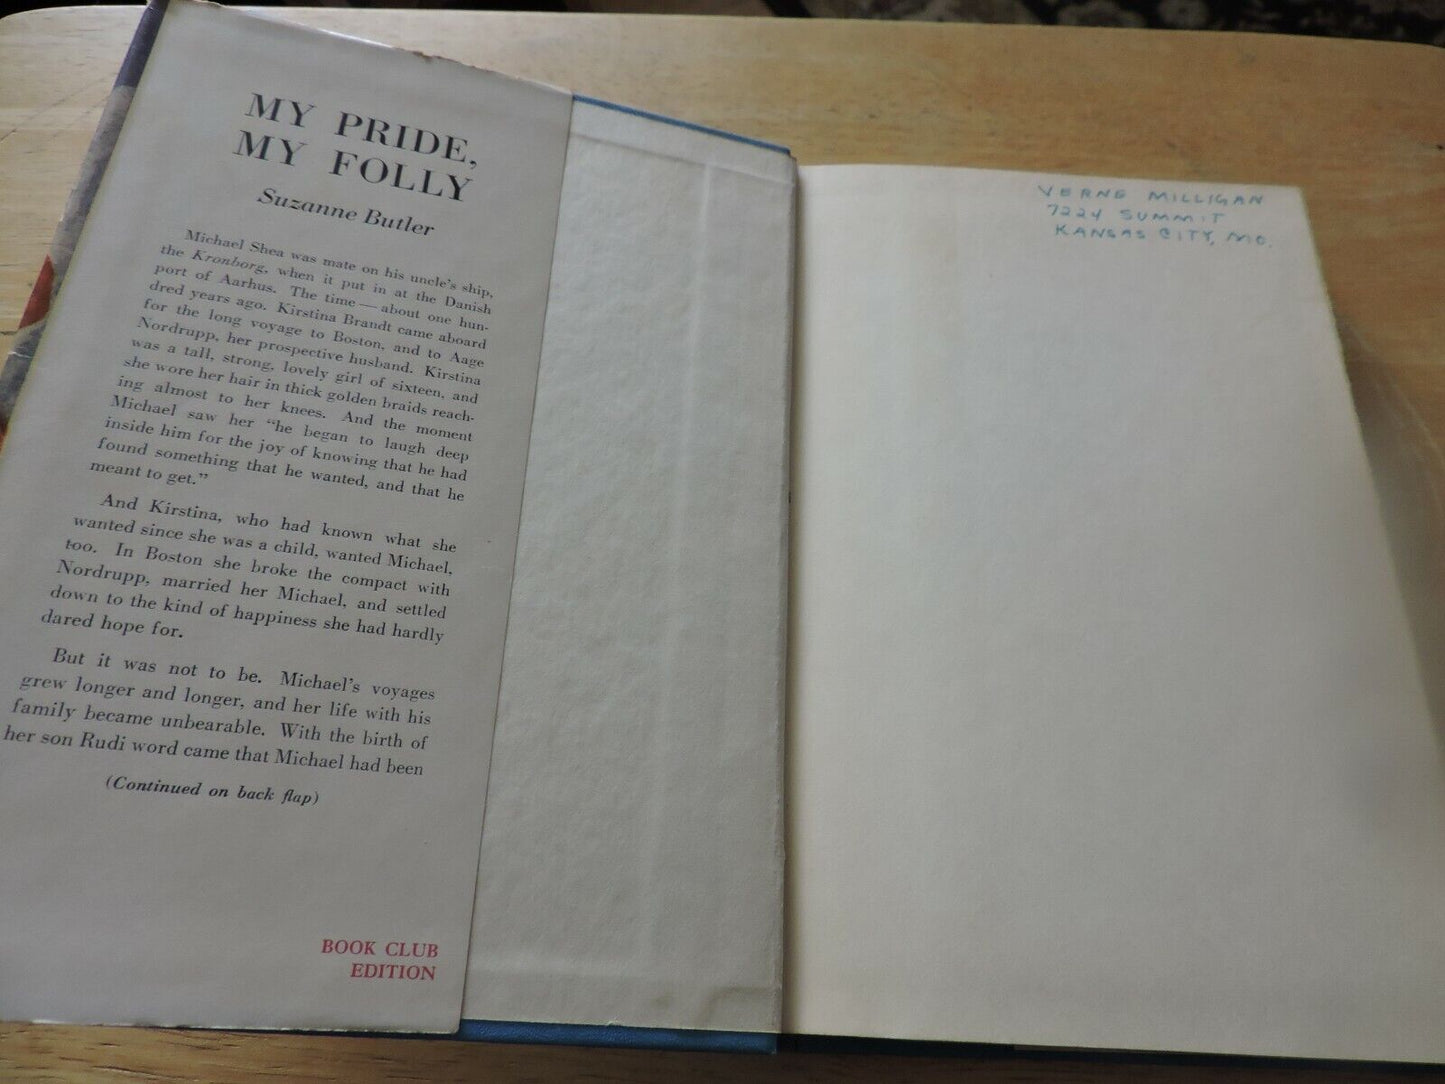 MY PRIDE,
MY FOLLY
Suzanne Butler
Michael Shea was mate on his uncle's ship,
the Kronborg, when it put in at the Danish
port of Aarhus. The time — about one hun-
dred years ago. Kirstina Brandt came aboard
for the long voyage to Boston, and to Aage
Nordrupp, her prospective husband. Kirstina
was a tall, strong, lovely girl of sixteen, and
she wore her hair in thick golden braids reach-
ing almost to her knees. And the moment
Michael saw her "he began to laugh deep
inside him for the joy of knowing that he had
found something that he wanted, and that he
meant to get."
And Kirstina, who had known what she
wanted since she was a child, wanted Michael,
too. In Boston she broke the compact with
Nordrupp, married her Michael, and settled
down to the kind of happiness she had hardly
dared hope for.
But it was not to be. Michael's voyages
grew longer and longer, and her life with his
family became unbearable. With the birth of
her son Rudi word came that Michael had been
(Continued on back flap)
BOOK CLUB
EDITION
VERNE MILLIGAN
7224 SUMMIT
KANSAS CITY, MO.